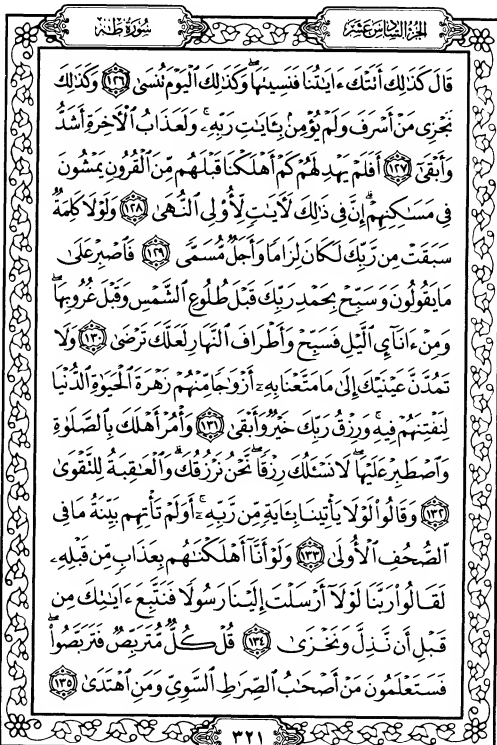 سُورَةُ طٰهٰ
الجزء السادس عشر
قَالَ كَذَٰلِكَ أَتَتْكَ ءَايَٰتُنَا فَنَسِينَهَا ۖ وَكَذَٰلِكَ ٱلْيَوْمَ تُنسَىٰ ١٢٦ وَكَذَٰلِكَ
نَجْزِى مَنْ أَسْرَفَ وَلَمْ يُؤْمِنۢ بِـَٔايَٰتِ رَبِّهِۦ ۚ وَلَعَذَابُ ٱلْءَاخِرَةِ أَشَدُّ
وَأَبْقَىٰٓ ١٢٧ أَفَلَمْ يَهْدِ لَهُمْ كَمْ أَهْلَكْنَا قَبْلَهُم مِّنَ ٱلْقُرُونِ يَمْشُونَ
فِى مَسَٰكِنِهِمْ ۗ إِنَّ فِى ذَٰلِكَ لَءَايَٰتٍ لِّأُو۟لِى ٱلنُّهَىٰ ١٢٨ وَلَوْلَا كَلِمَةٌ
سَبَقَتْ مِن رَّبِّكَ لَكَانَ لِزَامًا وَأَجَلٌ مُّسَمًّى ١٢٩ فَٱصْبِرْ عَلَىٰ
مَا يَقُولُونَ وَسَبِّحْ بِحَمْدِ رَبِّكَ قَبْلَ طُلُوعِ ٱلشَّمْسِ وَقَبْلَ غُرُوبِهَا ۖ
وَمِنْ ءَانَآئِ ٱلَّيْلِ فَسَبِّحْ وَأَطْرَافَ ٱلنَّهَارِ لَعَلَّكَ تَرْضَىٰ ١٣٠ وَلَا
تَمُدَّنَّ عَيْنَيْكَ إِلَىٰ مَا مَتَّعْنَا بِهِۦٓ أَزْوَٰجًا مِّنْهُمْ زَهْرَةَ ٱلْحَيَوٰةِ ٱلدُّنْيَا
لِنَفْتِنَهُمْ فِيهِ ۚ وَرِزْقُ رَبِّكَ خَيْرٌ وَأَبْقَىٰ ١٣١ وَأْمُرْ أَهْلَكَ بِٱلصَّلَوٰةِ
وَٱصْطَبِرْ عَلَيْهَا ۖ لَا نَسْـَٔلُكَ رِزْقًا ۖ نَّحْنُ نَرْزُقُكَ ۗ وَٱلْعَٰقِبَةُ لِلتَّقْوَىٰ
١٣٢ وَقَالُوا۟ لَوْلَا يَأْتِينَا بِـَٔايَةٍ مِّن رَّبِّهِۦٓ ۚ أَوَلَمْ تَأْتِهِم بَيِّنَةُ مَا فِى
ٱلصُّحُفِ ٱلْأُولَىٰ ١٣٣ وَلَوْ أَنَّآ أَهْلَكْنَٰهُم بِعَذَابٍ مِّن قَبْلِهِۦ
لَقَالُوا۟ رَبَّنَا لَوْلَآ أَرْسَلْتَ إِلَيْنَا رَسُولًا فَنَتَّبِعَ ءَايَٰتِكَ مِن
قَبْلِ أَن نَّذِلَّ وَنَخْزَىٰ ١٣٤ قُلْ كُلٌّ مُّتَرَبِّصٌ فَتَرَبَّصُوا۟ ۖ
فَسَتَعْلَمُونَ مَنْ أَصْحَٰبُ ٱلصِّرَٰطِ ٱلسَّوِىِّ وَمَنِ ٱهْتَدَىٰ ١٣٥
٣٢١